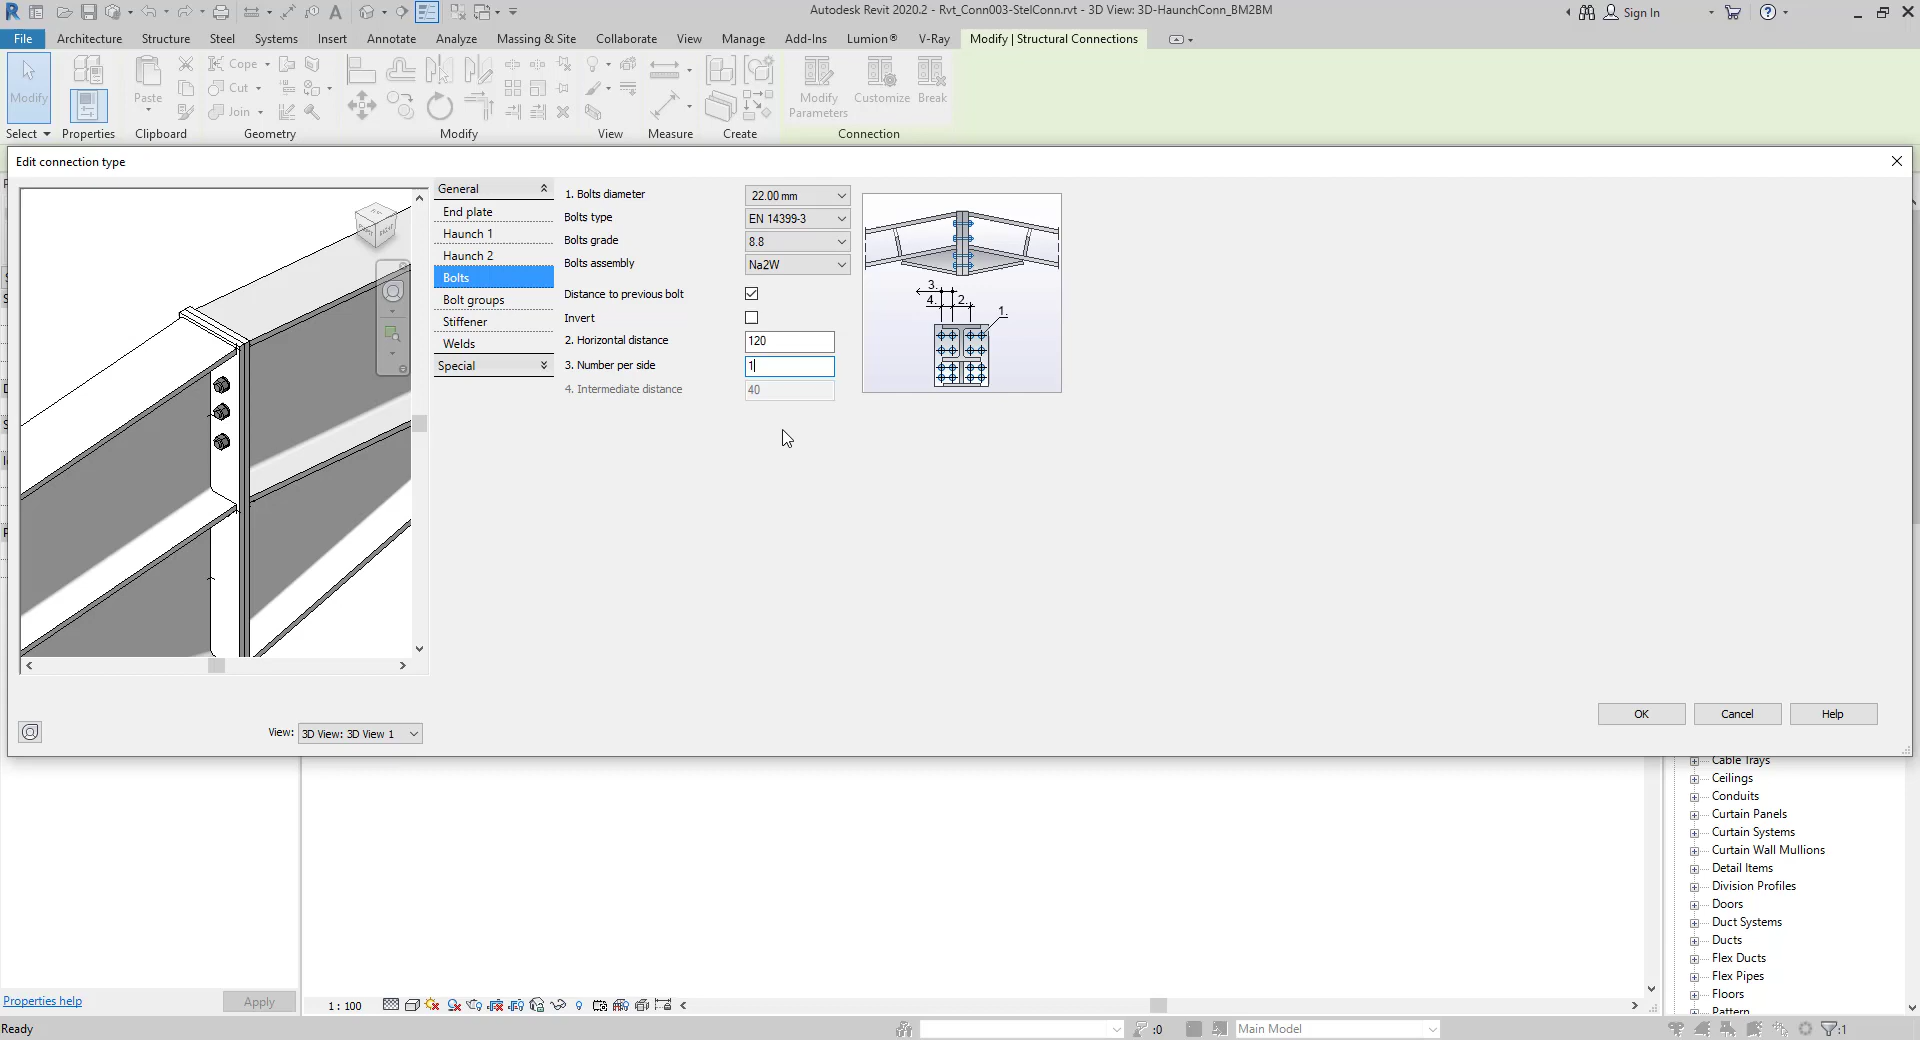 Autodesk Revit 2020.2 - Rvt_Conn003-StelConn.rvt - 3D View: 3D-HaunchConn_BM2BM
Sign In
File Architecture Structure Steel Systems Insert Annotate Analyze Massing & Site Collaborate View Manage Add-Ins Lumion® V-Ray Modify | Structural Connections
Modify
Paste
Cope
Cut
Join
Modify Parameters
Customize
Break
Select Properties Clipboard Geometry Modify View Measure Create Connection
Edit connection type
General
End plate
Haunch 1
Haunch 2
Bolts
Bolt groups
Stiffener
Welds
Special
1. Bolts diameter 22.00 mm
Bolts type EN 14399-3
Bolts grade 8.8
Bolts assembly Na2W
Distance to previous bolt
Invert
2. Horizontal distance 120
3. Number per side 1
4. Intermediate distance 40
3.
4. 2.
1.
OK Cancel Help
View: 3D View: 3D View 1
Cable Trays
Ceilings
Conduits
Curtain Panels
Curtain Systems
Curtain Wall Mullions
Detail Items
Division Profiles
Doors
Duct Systems
Ducts
Flex Ducts
Flex Pipes
Floors
Pattern
Properties help Apply
1 : 100
Ready
:0
Main Model
:1